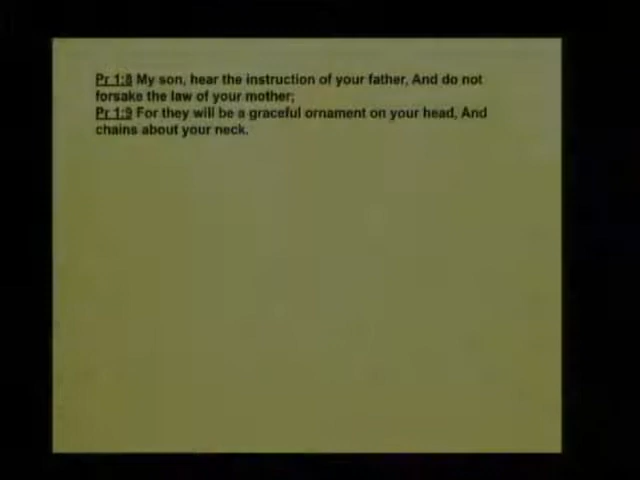 Pr 1:8 My son, hear the instruction of your father, And do not
forsake the law of your mother;
Pr 1:9 For they will be a graceful ornament on your head, And
chains about your neck.